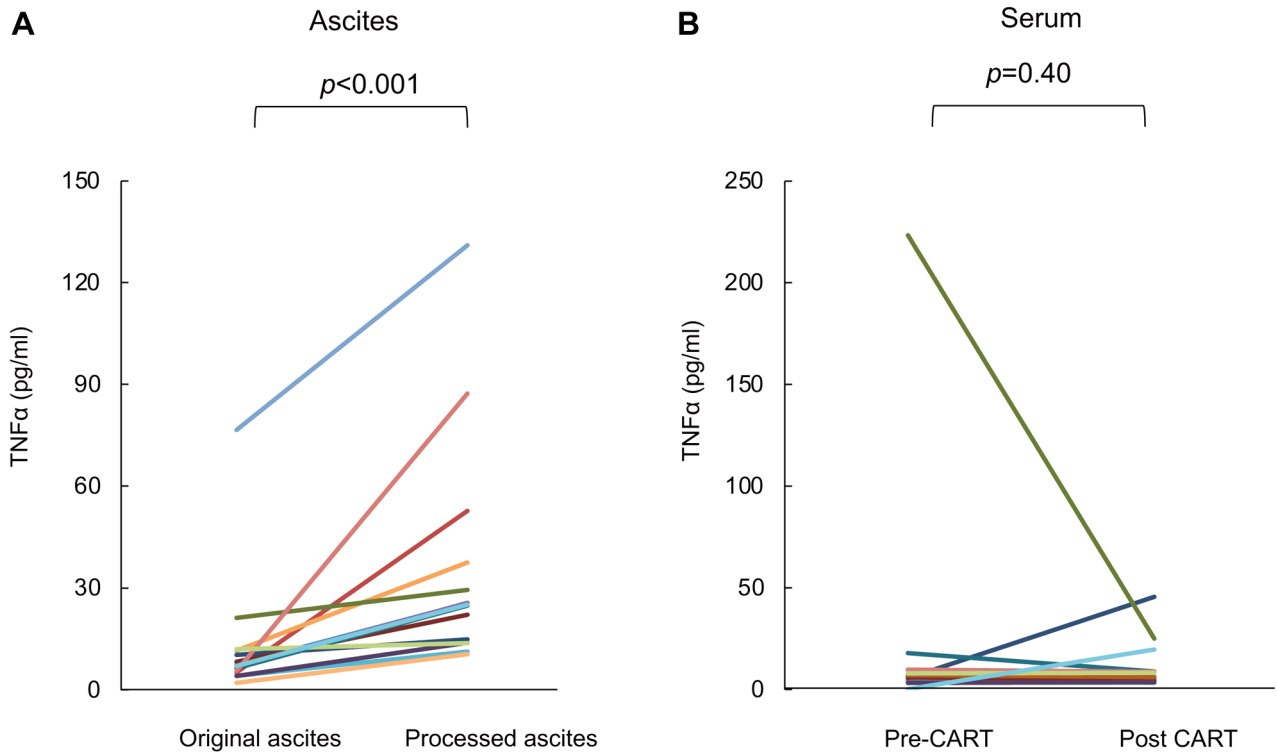 A
Ascites
p<0.001
TNFα (pg/ml)
150
120
90
60
30
0
Original ascites
Processed ascites
B
Serum
p=0.40
TNFα (pg/ml)
250
200
150
100
50
0
Pre-CART
Post CART